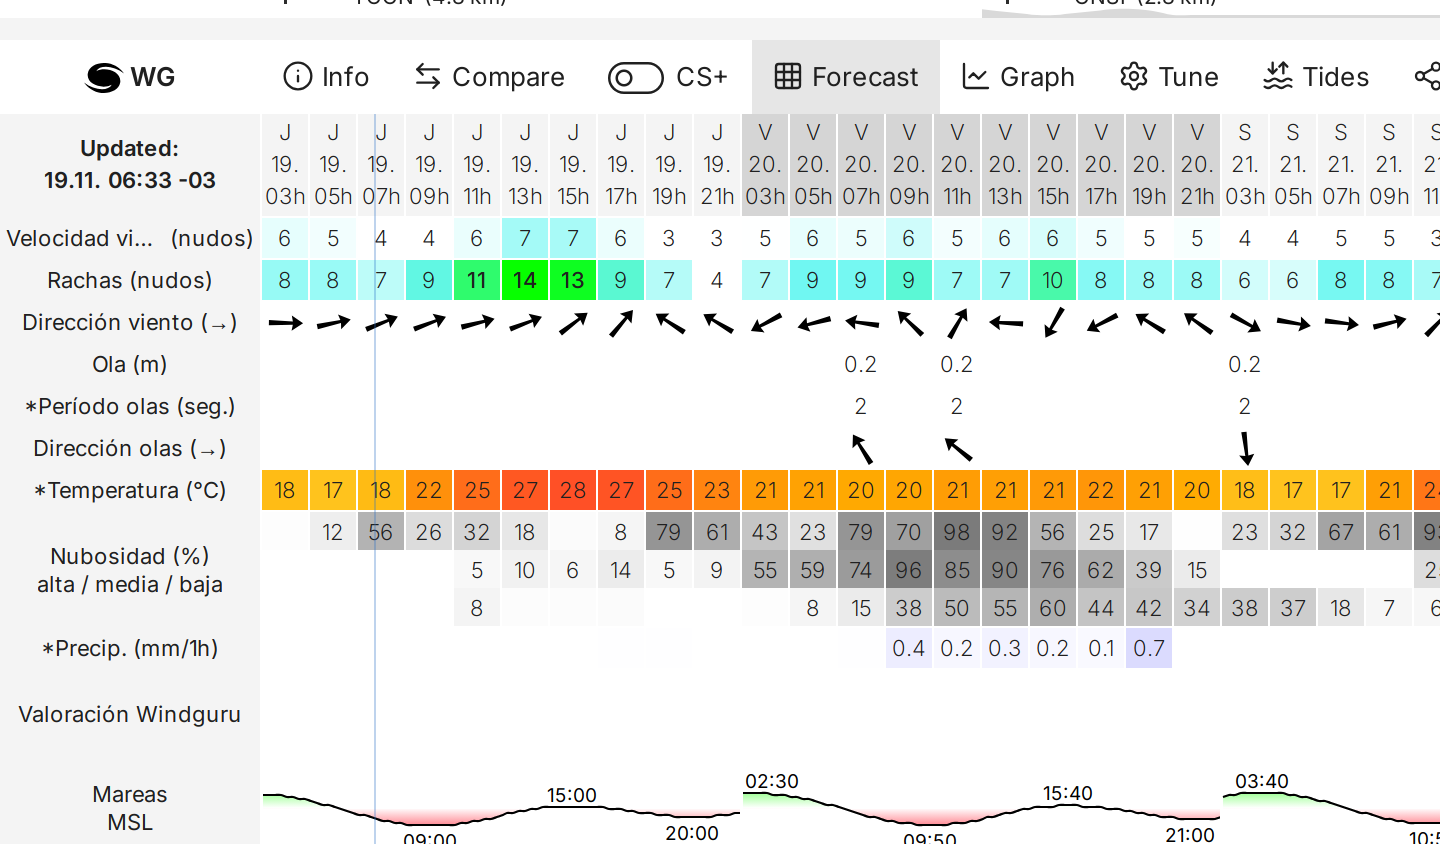 (4.8 km)
(2.8 km)
WG
Info Compare CS+ Forecast Graph Tune Tides
Updated:
19.11. 06:33 -03
J J J J J J J J J J V V V V V V V V V V S S S S S
19. 19. 19. 19. 19. 19. 19. 19. 19. 19. 20. 20. 20. 20. 20. 20. 20. 20. 20. 20. 21. 21. 21. 21.
03h 05h 07h 09h 11h 13h 15h 17h 19h 21h 03h 05h 07h 09h 11h 13h 15h 17h 19h 21h 03h 05h 07h 09h
Velocidad vi... (nudos) 6 5 4 4 6 7 7 6 3 3 5 6 5 6 5 6 6 5 5 5 4 4 5 5 3
Rachas (nudos) 8 8 7 9 11 14 13 9 7 4 7 9 9 9 7 7 10 8 8 8 6 6 8 8 7
Dirección viento (→)
Ola (m) 0.2 0.2 0.2
*Período olas (seg.) 2 2 2
Dirección olas (→)
*Temperatura (°C) 18 17 18 22 25 27 28 27 25 23 21 21 20 20 21 21 21 22 21 20 18 17 17 21
Nubosidad (%)
alta / media / baja
12 56 26 32 18 8 79 61 43 23 79 70 98 92 56 25 17 23 32 67 61
5 10 6 14 5 9 55 59 74 96 85 90 76 62 39 15
8 8 15 38 50 55 60 44 42 34 38 37 18 7
*Precip. (mm/1h) 0.4 0.2 0.3 0.2 0.1 0.7
Valoración Windguru
Mareas
MSL
02:30 03:40
15:00 15:40
09:00 20:00 09:50 21:00